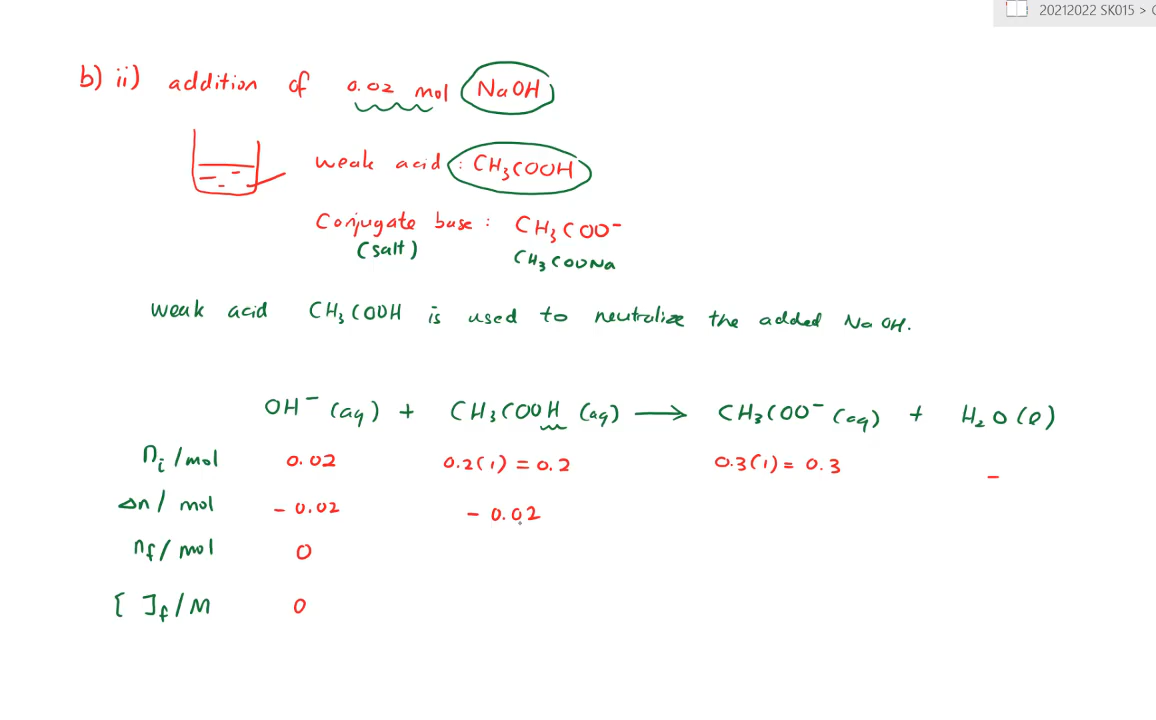 20212022 SK015 >
b) ii) addition of 0.02 mol NaOH
weak acid : CH₃COOH
Conjugate base : CH₃COO⁻
(salt) CH₃COONa
weak acid CH₃COOH is used to neutralize the added NaOH.
OH⁻ (aq) + CH₃COOH (aq) ⟶ CH₃COO⁻ (aq) + H₂O (l)
nᵢ / mol 0.02 0.2(1) = 0.2 0.3(1) = 0.3 –
Δn / mol - 0.02 - 0.02
n_f / mol 0
[ ]_f / M 0